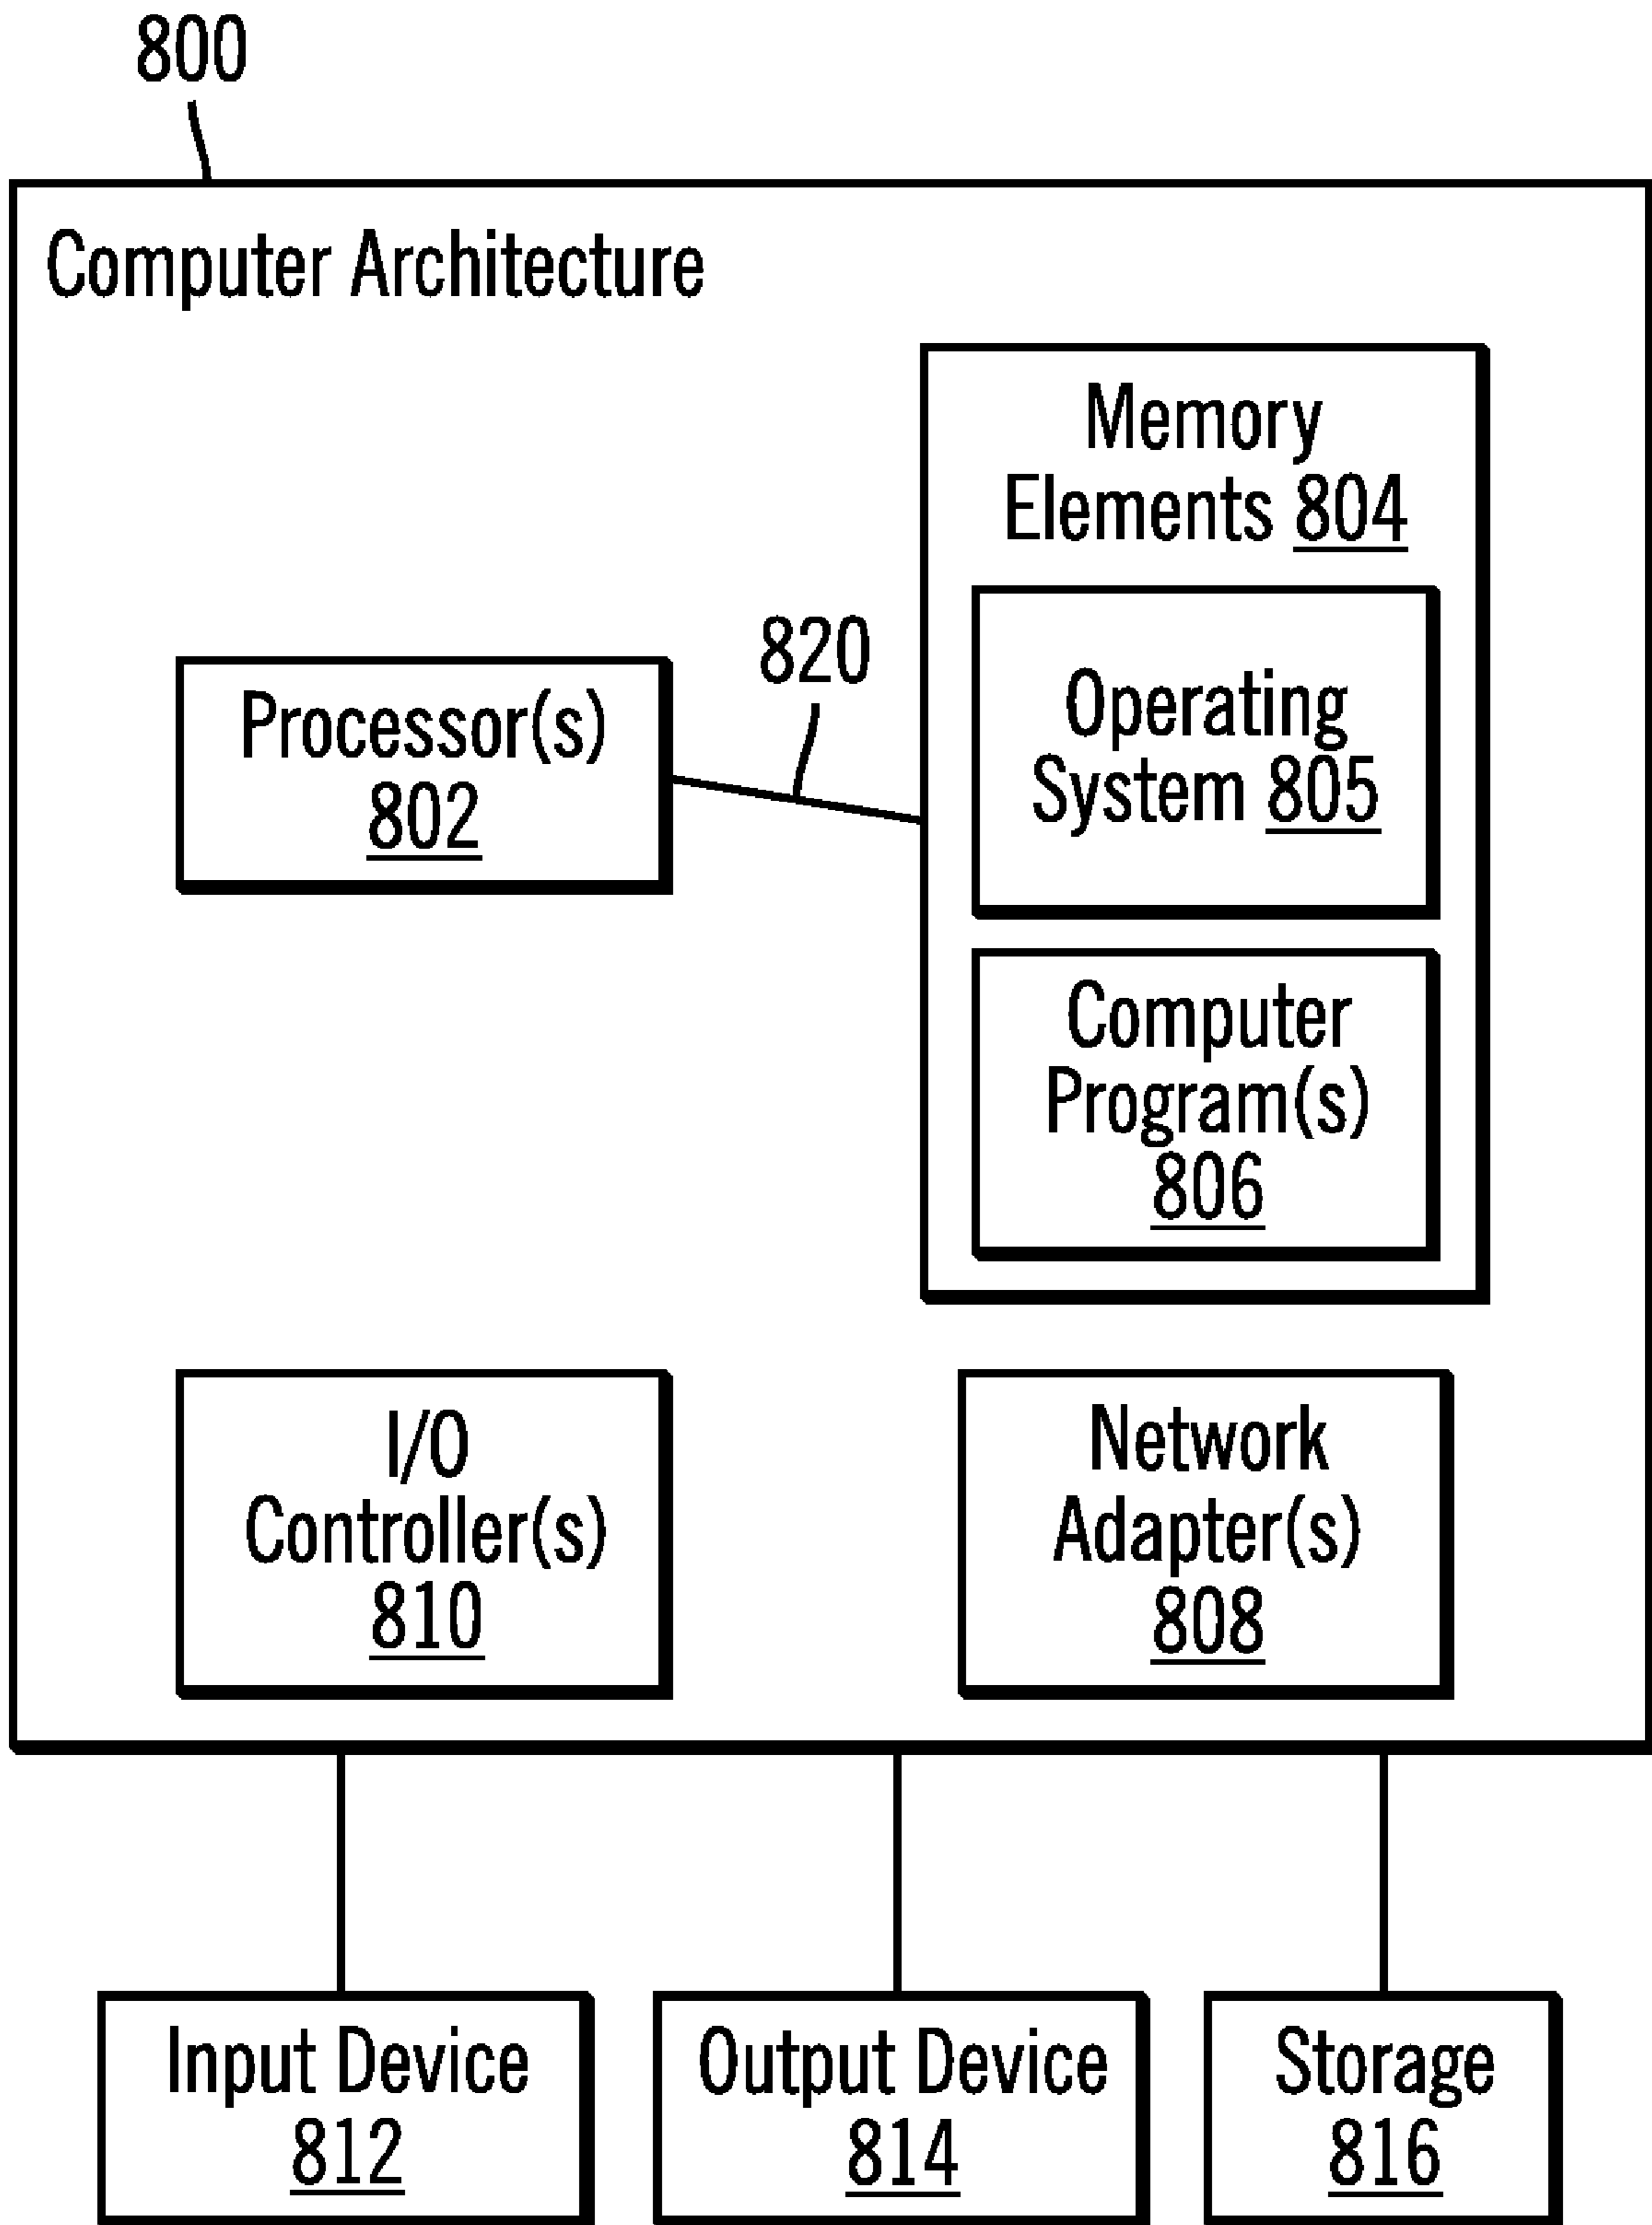 800
Computer Architecture
Memory
Elements 804
820
Operating
System 805
Processor(s)
802
Computer
Program(s)
806
I/O
Controller(s)
810
Network
Adapter(s)
808
Input Device
812
Output Device
814
Storage
816